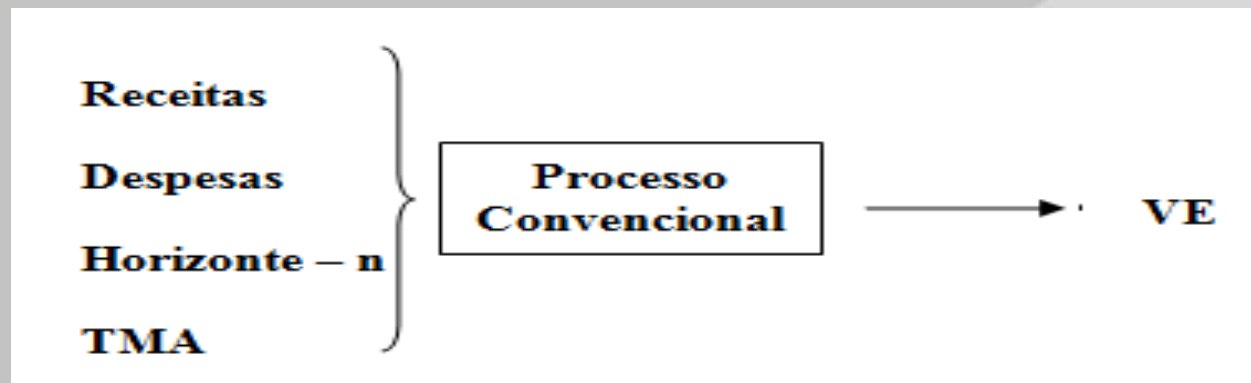 Receitas
Despesas
Horizonte – n
TMA
Processo
Convencional
VE